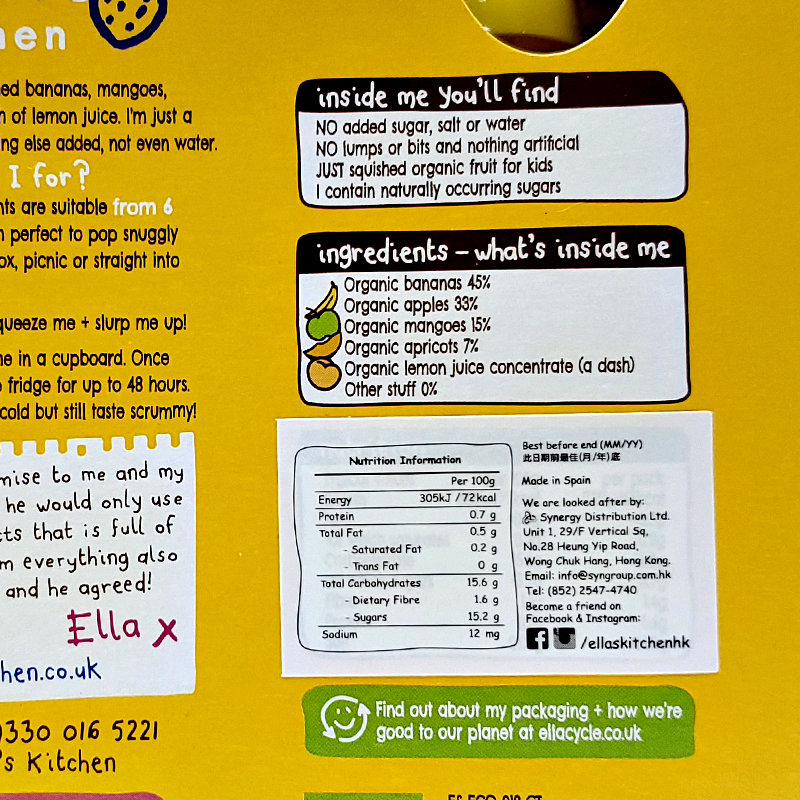 hen
ed bananas, mangoes,
h of lemon juice. I'm just a
ng else added, not even water.
I for?
nts are suitable from 6
n perfect to pop snuggly
ox, picnic or straight into
queeze me + slurp me up!
me in a cupboard. Once
fridge for up to 48 hours.
cold but still taste scrummy!
mise to me and my
he would only use
cts that is full of
m everything also
and he agreed!
Ella x
hen.co.uk
0330 016 5221
's Kitchen
inside me you'll find
NO added sugar, salt or water
NO lumps or bits and nothing artificial
JUST squished organic fruit for kids
I contain naturally occurring sugars
ingredients - what's inside me
Organic bananas 45%
Organic apples 33%
Organic mangoes 15%
Organic apricots 7%
Organic lemon juice concentrate (a dash)
Other stuff 0%
Nutrition Information
Per 100g
Energy 305kJ / 72kcal
Protein 0.7 g
Total Fat 0.5 g
- Saturated Fat 0.2 g
- Trans Fat 0 g
Total Carbohydrates 15.6 g
- Dietary Fibre 1.6 g
- Sugars 15.2 g
Sodium 12 mg
Best before end (MM/YY)
此日期前最佳(月/年)底
Made in Spain
We are looked after by:
Synergy Distribution Ltd.
Unit 1, 29/F Vertical Sq,
No.28 Heung Yip Road,
Wong Chuk Hang, Hong Kong.
Email: info@syngroup.com.hk
Tel: (852) 2547-4740
Become a friend on
Facebook & Instagram:
/ellaskitchenhk
Find out about my packaging + how we're
good to our planet at ellacycle.co.uk